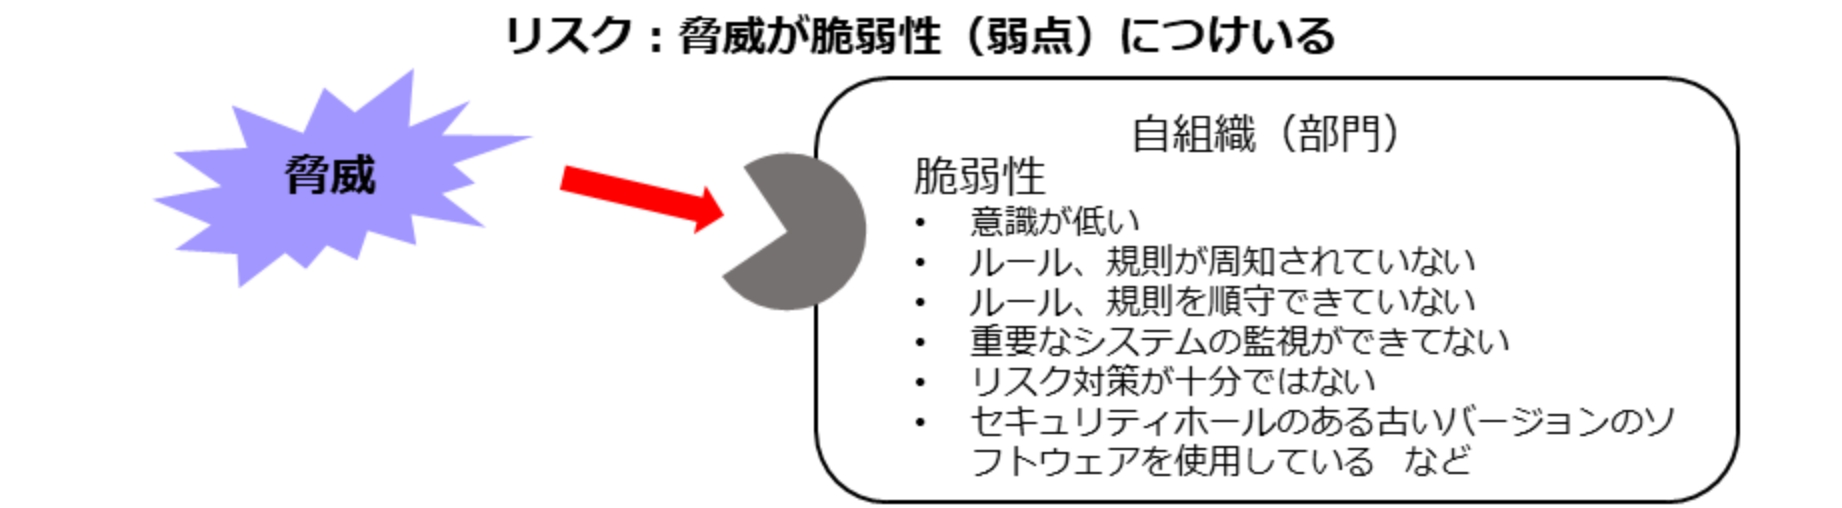 リスク：脅威が脆弱性（弱点）につけいる
脅威
自組織（部門）
脆弱性
• 意識が低い
• ルール、規則が周知されていない
• ルール、規則を順守できていない
• 重要なシステムの監視ができてない
• リスク対策が十分ではない
• セキュリティホールのある古いバージョンのソ
フトウェアを使用している　など